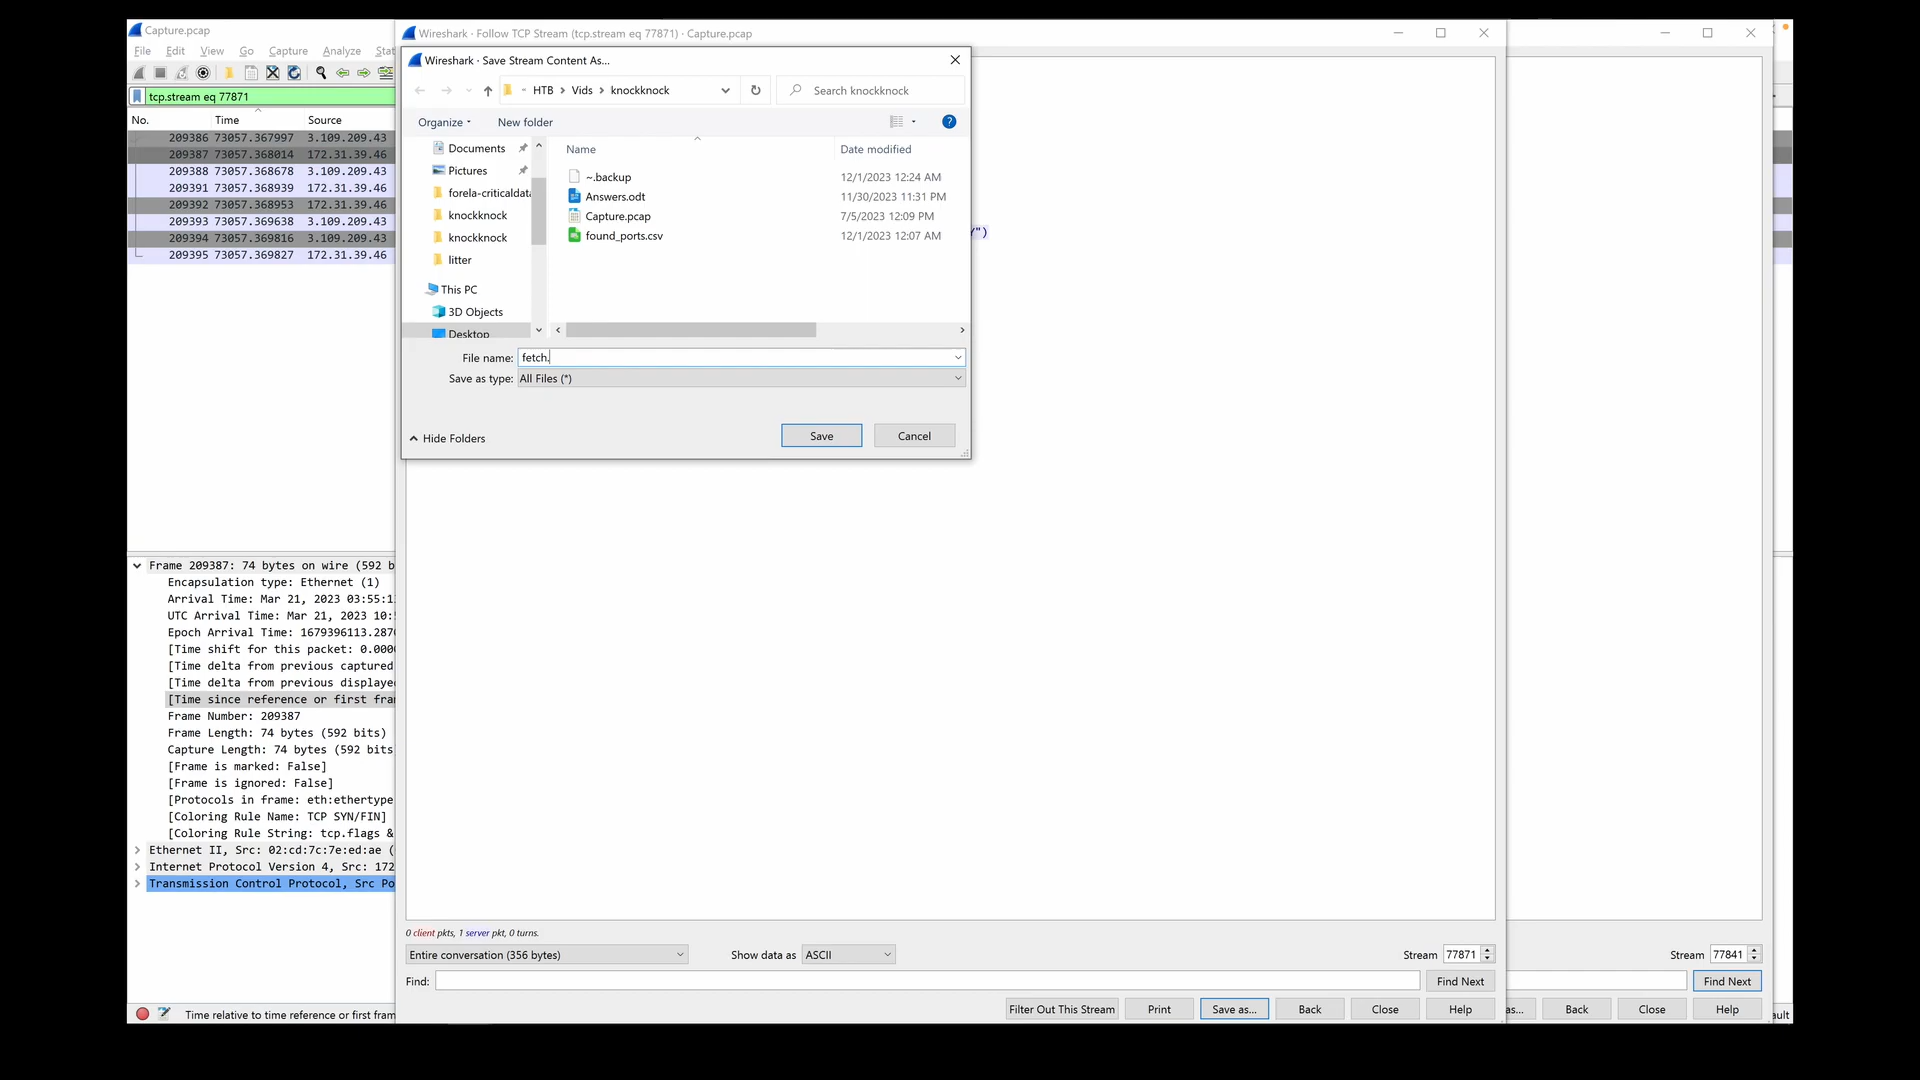 Capture.pcap
File Edit View Go Capture Analyze
tcp.stream eq 77871
No. Time Source
209386 73057.367997 3.109.209.43
209387 73057.368014 172.31.39.46
209388 73057.368678 3.109.209.43
209391 73057.368939 172.31.39.46
209392 73057.368953 172.31.39.46
209393 73057.369638 3.109.209.43
209394 73057.369816 3.109.209.43
209395 73057.369827 172.31.39.46
Wireshark · Follow TCP Stream (tcp.stream eq 77871) · Capture.pcap
Wireshark · Save Stream Content As...
« HTB > Vids > knockknock
Search knockknock
Organize New folder
Documents
Pictures
forela-criticaldata
knockknock
knockknock
litter
This PC
3D Objects
Desktop
Name Date modified
~.backup 12/1/2023 12:24 AM
Answers.odt 11/30/2023 11:31 PM
Capture.pcap 7/5/2023 12:09 PM
found_ports.csv 12/1/2023 12:07 AM
File name: fetch.
Save as type: All Files (*)
Hide Folders Save Cancel
")
Frame 209387: 74 bytes on wire (592 b
Encapsulation type: Ethernet (1)
Arrival Time: Mar 21, 2023 03:55:1
UTC Arrival Time: Mar 21, 2023 10:
Epoch Arrival Time: 1679396113.287
[Time shift for this packet: 0.000
[Time delta from previous captured
[Time delta from previous displaye
[Time since reference or first fra
Frame Number: 209387
Frame Length: 74 bytes (592 bits)
Capture Length: 74 bytes (592 bits
[Frame is marked: False]
[Frame is ignored: False]
[Protocols in frame: eth:ethertype
[Coloring Rule Name: TCP SYN/FIN]
[Coloring Rule String: tcp.flags &
Ethernet II, Src: 02:cd:7c:7e:ed:ae (
Internet Protocol Version 4, Src: 172
Transmission Control Protocol, Src Po
Time relative to time reference or first fram
0 client pkts, 1 server pkt, 0 turns.
Entire conversation (356 bytes) Show data as ASCII Stream 77871
Find: Find Next
Filter Out This Stream Print Save as... Back Close Help
Stream 77841
Find Next
as... Back Close Help
ault